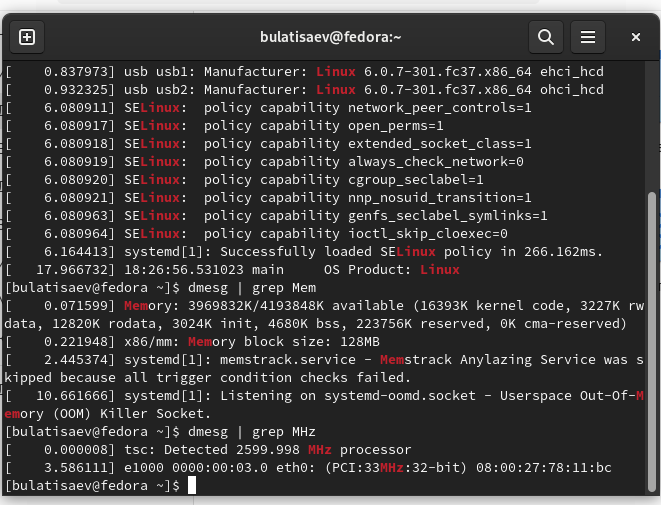 bulatisaev@fedora:~
[    0.837973] usb usb1: Manufacturer: Linux 6.0.7-301.fc37.x86_64 ehci_hcd
[    0.932325] usb usb2: Manufacturer: Linux 6.0.7-301.fc37.x86_64 ohci_hcd
[    6.080911] SELinux:  policy capability network_peer_controls=1
[    6.080917] SELinux:  policy capability open_perms=1
[    6.080918] SELinux:  policy capability extended_socket_class=1
[    6.080919] SELinux:  policy capability always_check_network=0
[    6.080920] SELinux:  policy capability cgroup_seclabel=1
[    6.080921] SELinux:  policy capability nnp_nosuid_transition=1
[    6.080963] SELinux:  policy capability genfs_seclabel_symlinks=1
[    6.080964] SELinux:  policy capability ioctl_skip_cloexec=0
[    6.164413] systemd[1]: Successfully loaded SELinux policy in 266.162ms.
[   17.966732] 18:26:56.531023 main     OS Product: Linux
[bulatisaev@fedora ~]$ dmesg | grep Mem
[    0.071599] Memory: 3969832K/4193848K available (16393K kernel code, 3227K rw
data, 12820K rodata, 3024K init, 4680K bss, 223756K reserved, 0K cma-reserved)
[    0.221948] x86/mm: Memory block size: 128MB
[    2.445374] systemd[1]: memstrack.service - Memstrack Anylazing Service was s
kipped because all trigger condition checks failed.
[   10.661666] systemd[1]: Listening on systemd-oomd.socket - Userspace Out-Of-M
emory (OOM) Killer Socket.
[bulatisaev@fedora ~]$ dmesg | grep MHz
[    0.000008] tsc: Detected 2599.998 MHz processor
[    3.586111] e1000 0000:00:03.0 eth0: (PCI:33MHz:32-bit) 08:00:27:78:11:bc
[bulatisaev@fedora ~]$